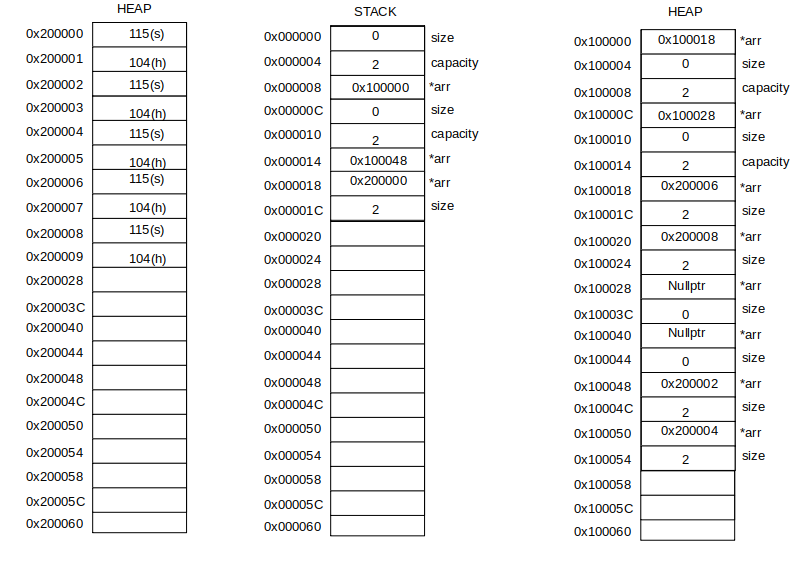 HEAP
0x200000 115(s)
0x200001 104(h)
0x200002 115(s)
0x200003 104(h)
0x200004 115(s)
0x200005 104(h)
0x200006 115(s)
0x200007 104(h)
0x200008 115(s)
0x200009 104(h)
0x200028
0x20003C
0x200040
0x200044
0x200048
0x20004C
0x200050
0x200054
0x200058
0x20005C
0x200060
STACK
0x000000 0 size
0x000004 2 capacity
0x000008 0x100000 *arr
0x00000C 0 size
0x000010 2 capacity
0x000014 0x100048 *arr
0x000018 0x200000 *arr
0x00001C 2 size
0x000020
0x000024
0x000028
0x00003C
0x000040
0x000044
0x000048
0x00004C
0x000050
0x000054
0x000058
0x00005C
0x000060
HEAP
0x100000 0x100018 *arr
0x100004 0 size
0x100008 2 capacity
0x10000C 0x100028 *arr
0x100010 0 size
0x100014 2 capacity
0x100018 0x200006 *arr
0x10001C 2 size
0x100020 0x200008 *arr
0x100024 2 size
0x100028 Nullptr *arr
0x10003C 0 size
0x100040 Nullptr *arr
0x100044 0 size
0x100048 0x200002 *arr
0x10004C 2 size
0x100050 0x200004 *arr
0x100054 2 size
0x100058
0x10005C
0x100060